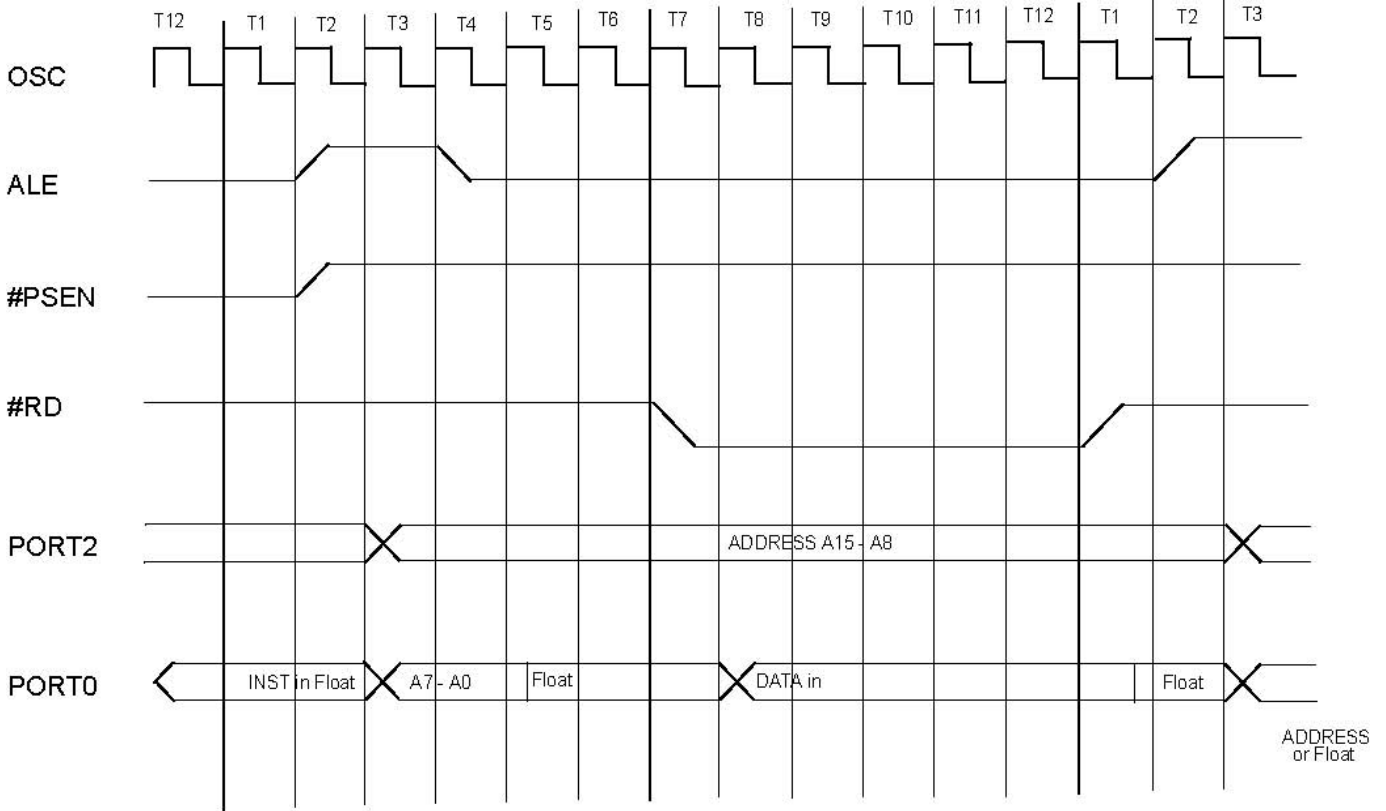 T12 T1 T2 T3 T4 T5 T6 T7 T8 T9 T10 T11 T12 T1 T2 T3
OSC
ALE
#PSEN
#RD
PORT2 ADDRESS A15 - A8
PORT0 INST in Float A7 - A0 Float DATA in Float
ADDRESS
or Float